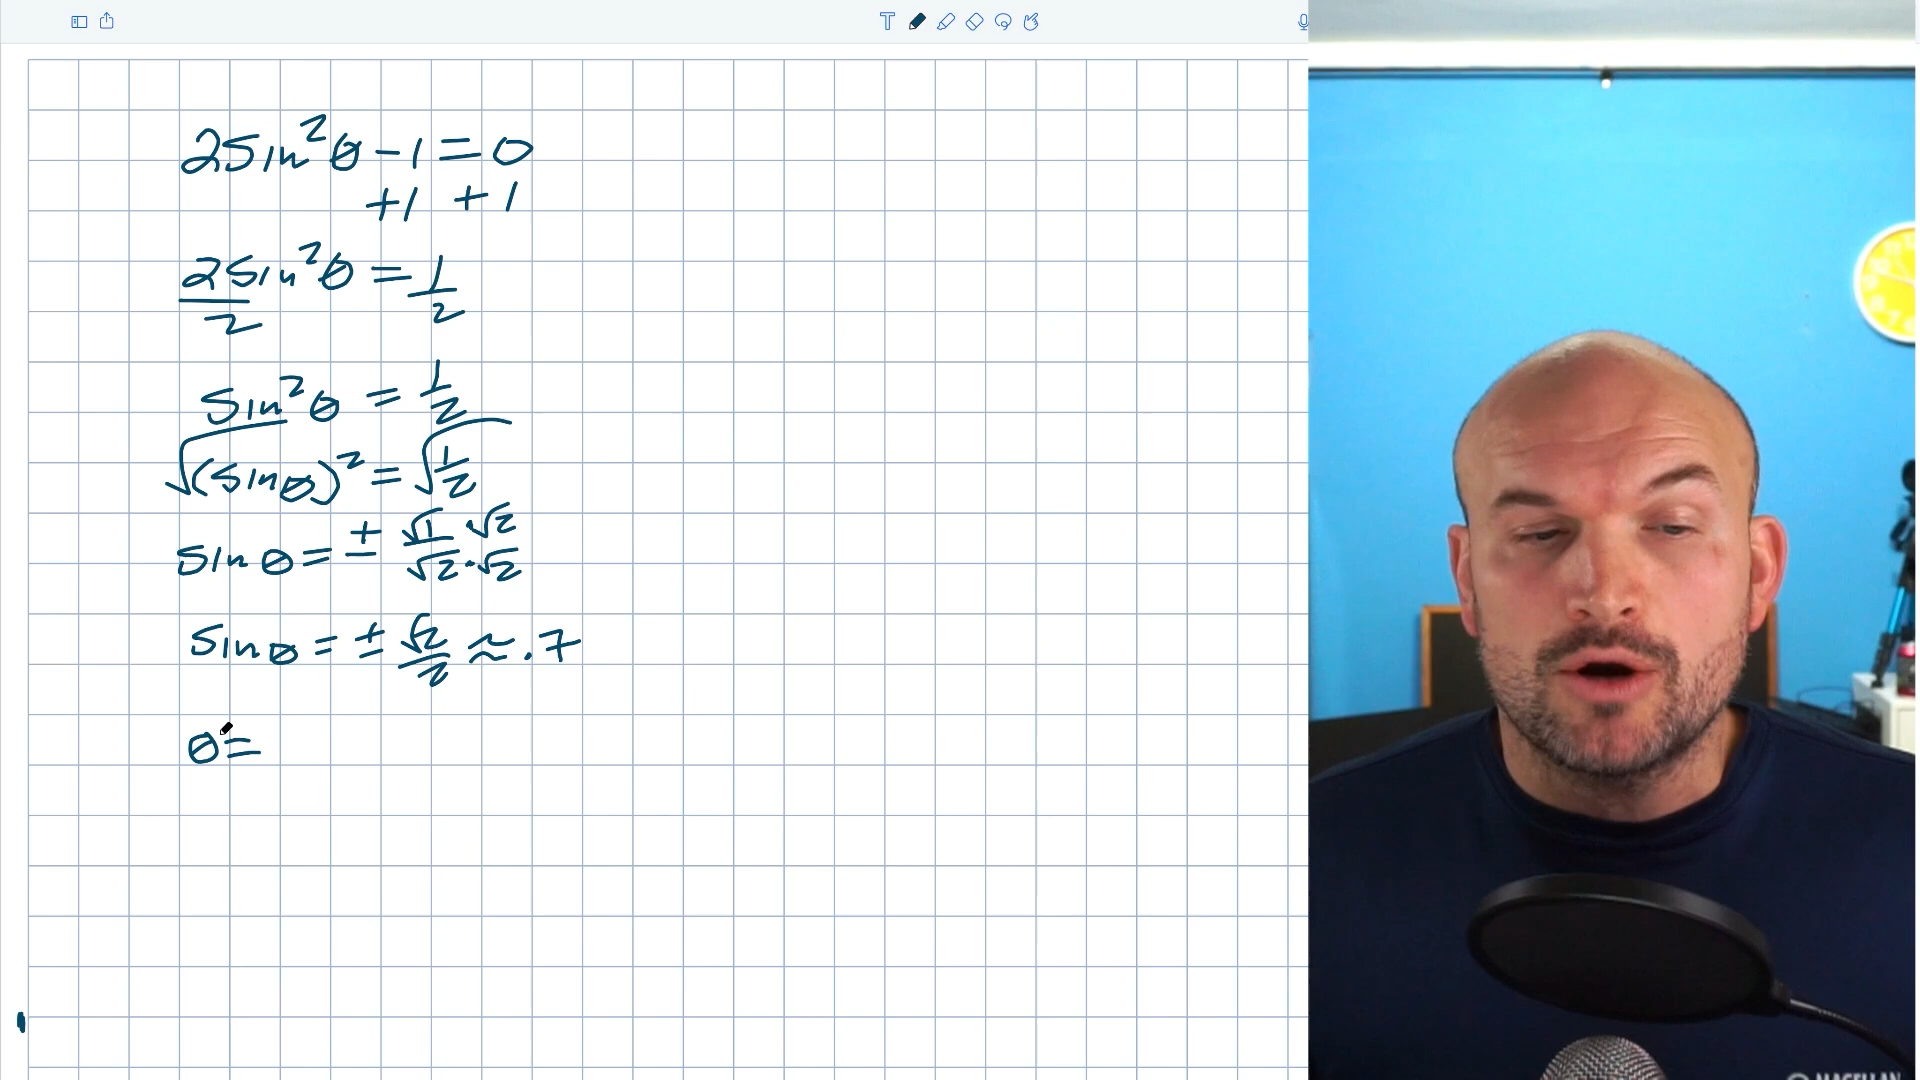 2sin²θ-1=0
+1 +1
2sin²θ = 1
2 2
sin²θ = 1/2
√(sinθ)² = √1/2
sinθ = ± √1·√2
√2·√2
sinθ = ± √2/2 ≈ .7
θ=